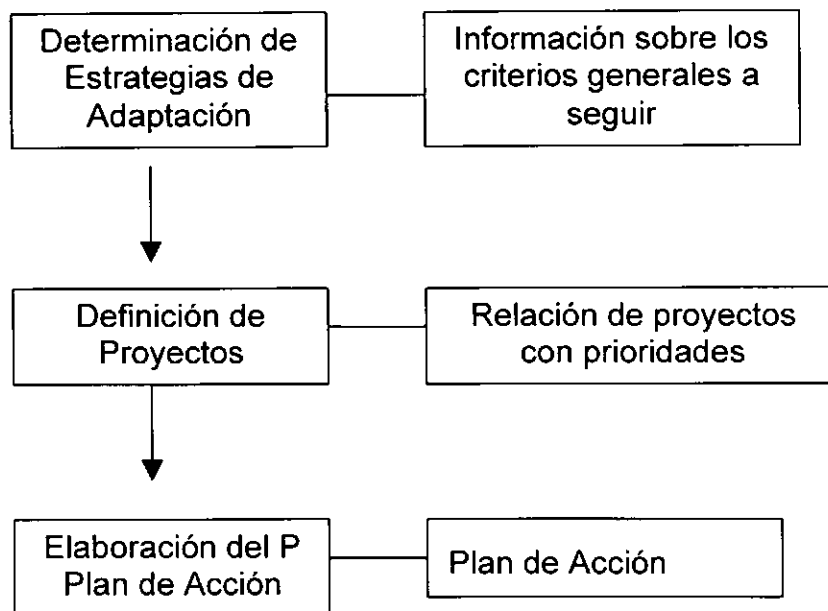 Determinación de
Estrategias de
Adaptación
Información sobre los
criterios generales a
seguir
Definición de
Proyectos
Relación de proyectos
con prioridades
Elaboración del P
Plan de Acción
Plan de Acción